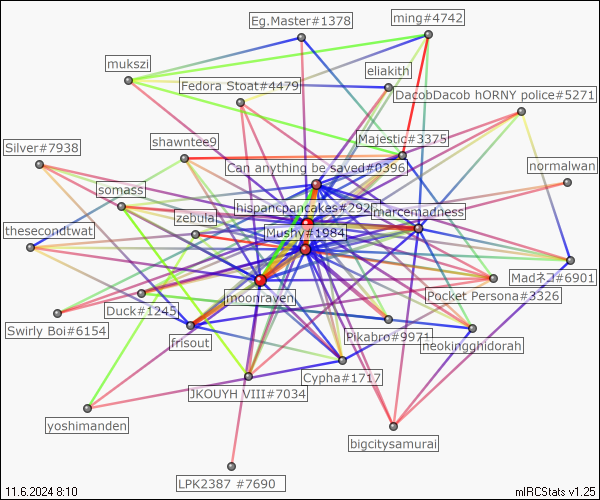 Eg.Master#1378
ming#4742
mukszi
eliakith
Fedora Stoat#4479
DacobDacob hORNY police#5271
Majestic#3375
shawntee9
Silver#7938
Can anything be saved#0396
normalwan
somass
hispancpancakes#292
marcemadness
zebula
Mushy#1984
thesecondtwat
Madネコ#6901
Pocket Persona#3326
moonraven
Duck#1245
Swirly Boi#6154
Pikabro#9971
frisout
neokingghidorah
Cypha#1717
JKOUYH VIII#7034
yoshimanden
bigcitysamurai
LPK2387 #7690
11.6.2024 8:10
mIRCStats v1.25